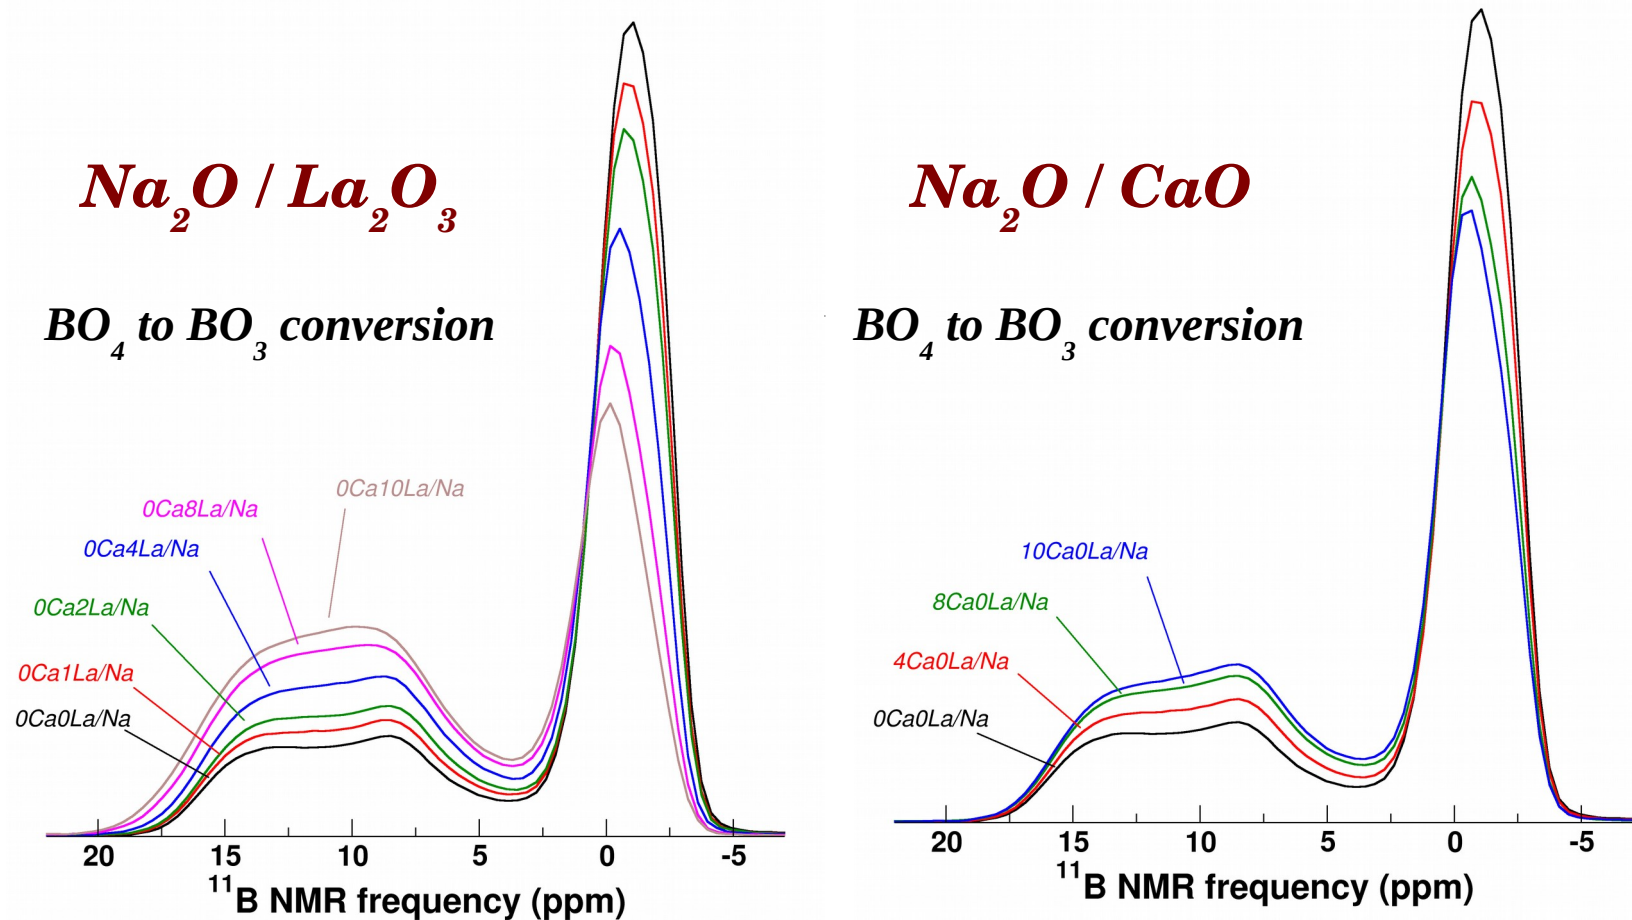 Na₂O / La₂O₃
BO₄ to BO₃ conversion
0Ca10La/Na
0Ca8La/Na
0Ca4La/Na
0Ca2La/Na
0Ca1La/Na
0Ca0La/Na
20 15 10 5 0 -5
¹¹B NMR frequency (ppm)
Na₂O / CaO
BO₄ to BO₃ conversion
10Ca0La/Na
8Ca0La/Na
4Ca0La/Na
0Ca0La/Na
20 15 10 5 0 -5
¹¹B NMR frequency (ppm)